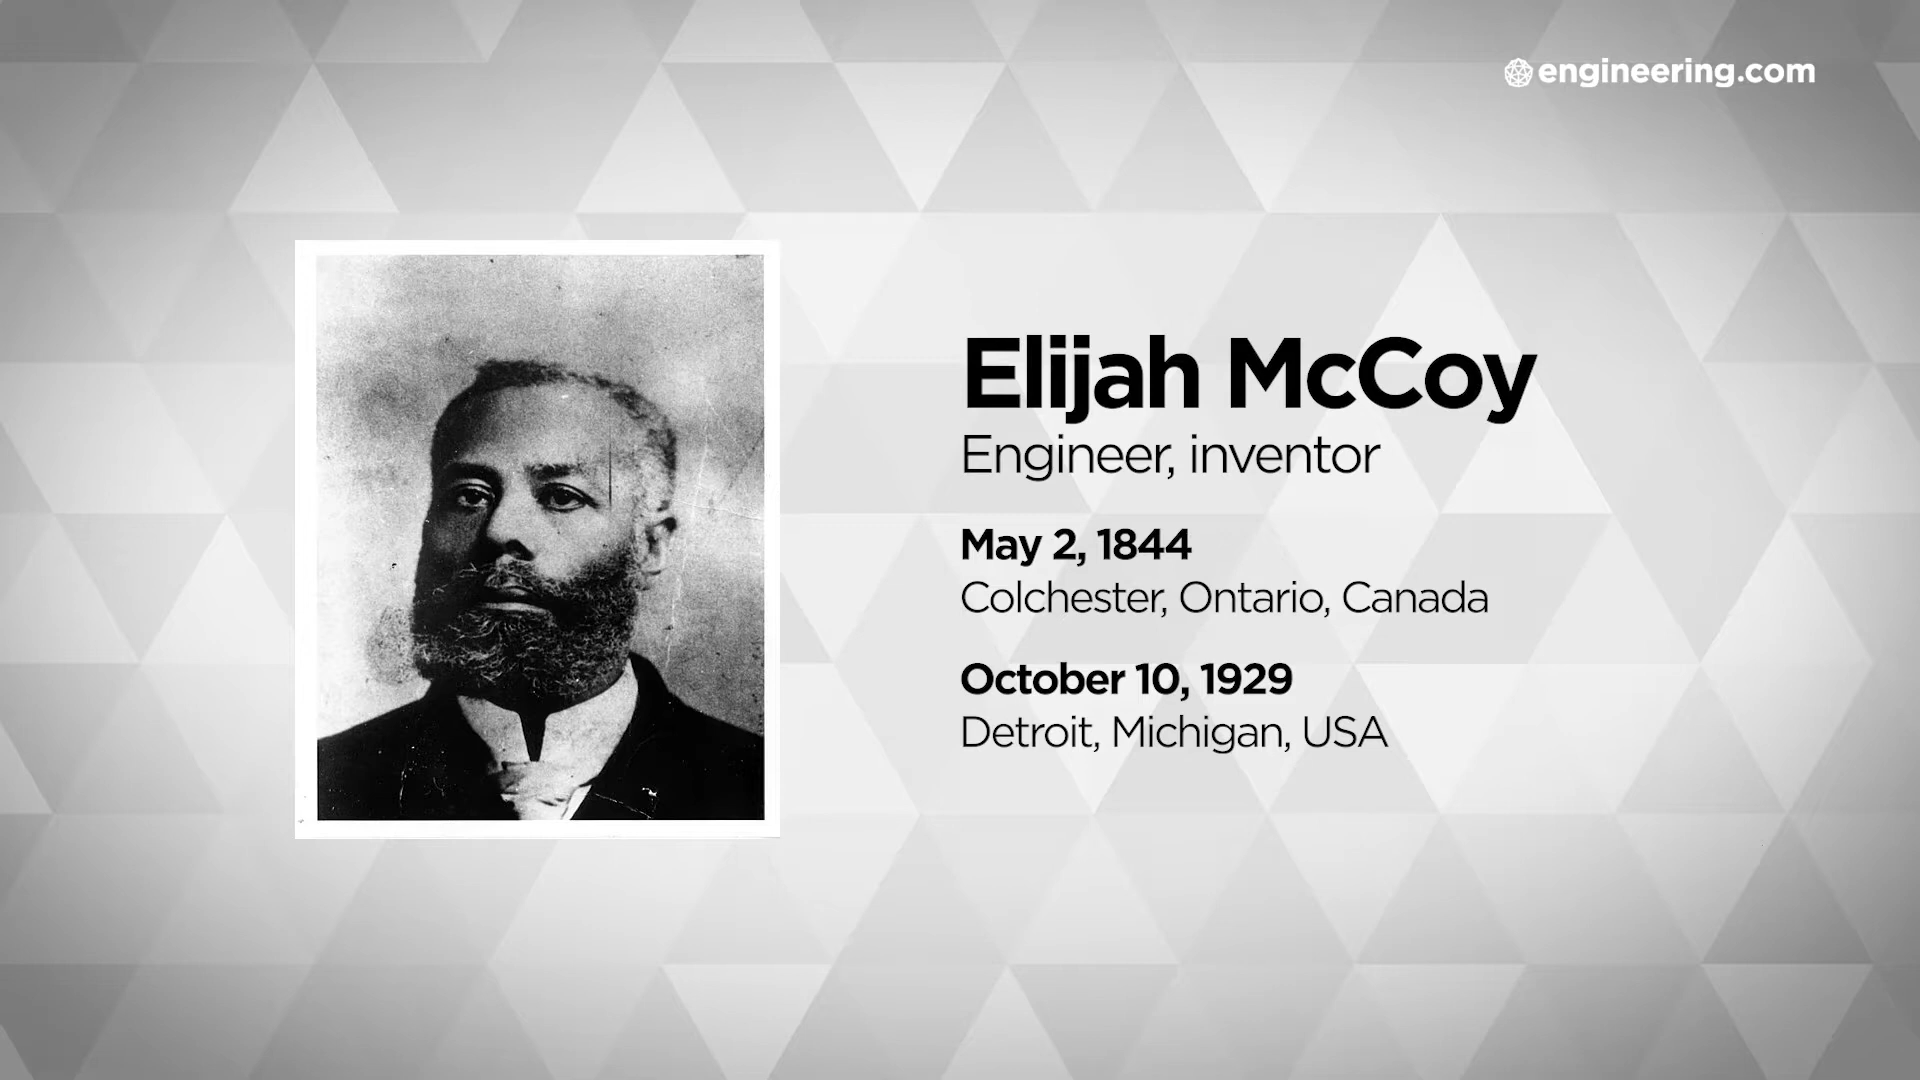 engineering.com
Elijah McCoy
Engineer, inventor
May 2, 1844
Colchester, Ontario, Canada
October 10, 1929
Detroit, Michigan, USA